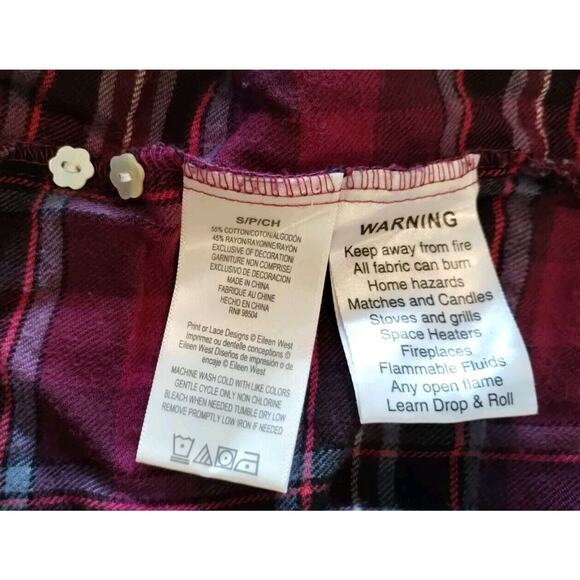 S/P/CH
55% COTTON/COTON/ALGODÓN
45% RAYON/RAYONNE/RAYÓN
EXCLUSIVE OF DECORATION/
GARNITURE NON COMPRISE/
EXCLUSIVO DE DECORACIÓN
MADE IN CHINA
FABRIQUE AU CHINE
HECHO EN CHINA
RN# 98504
Print or Lace Designs © Eileen West
Imprimez ou dentelle conceptions ©
Eileen West Diseños de impresión o de
encaje © Eileen West
MACHINE WASH COLD WITH LIKE COLORS
GENTLE CYCLE ONLY NON CHLORINE
BLEACH WHEN NEEDED TUMBLE DRY LOW
REMOVE PROMPTLY LOW IRON IF NEEDED
WARNING
Keep away from fire
All fabric can burn
Home hazards
Matches and Candles
Stoves and grills
Space Heaters
Fireplaces
Flammable Fluids
Any open flame
Learn Drop & Roll